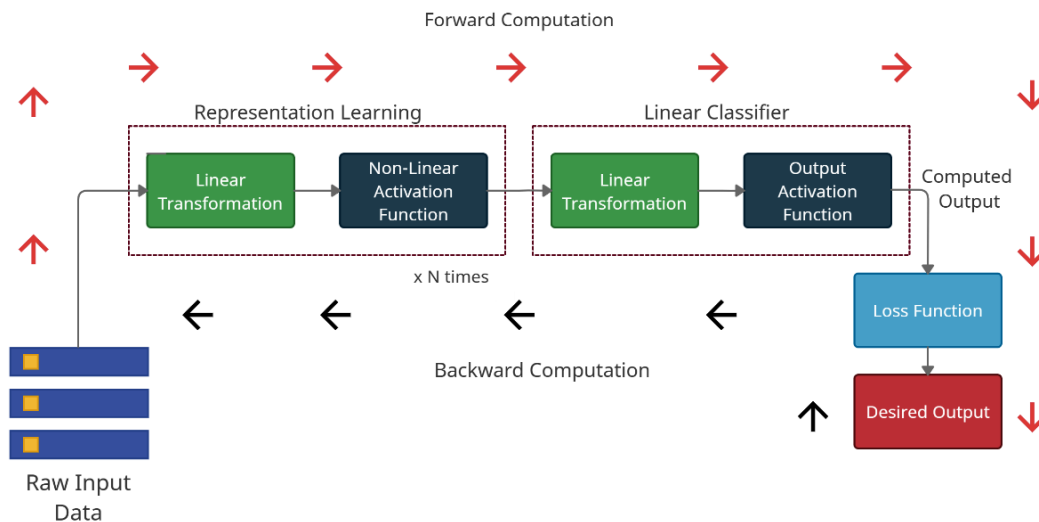 Forward Computation
Representation Learning
Linear Classifier
Linear
Transformation
Non-Linear
Activation
Function
Linear
Transformation
Output
Activation
Function
Computed
Output
x N times
Loss Function
Backward Computation
Desired Output
Raw Input
Data